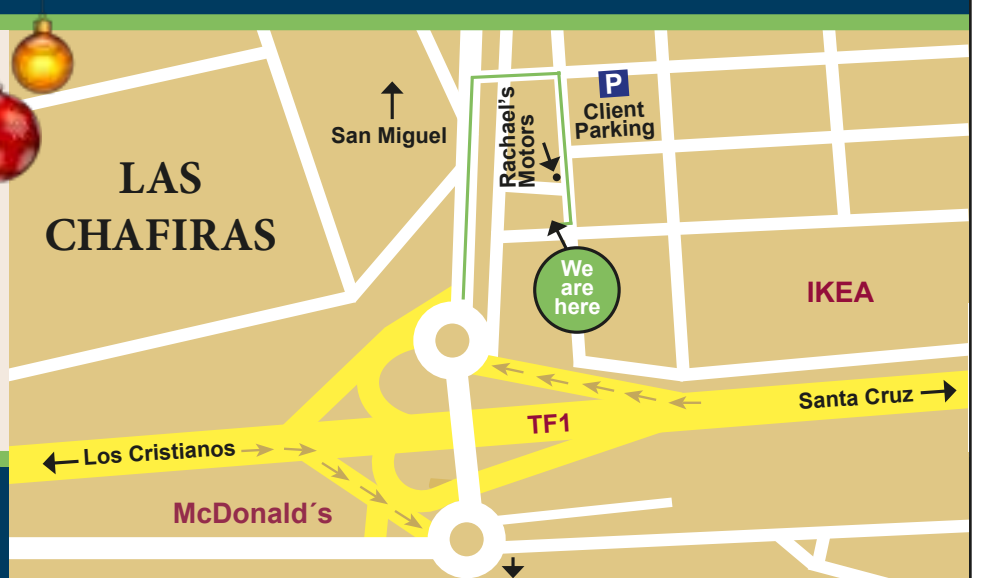 P
Client
Parking
San Miguel
Rachael's
Motors
LAS
CHAFIRAS
We
are
here
IKEA
Santa Cruz
TF1
Los Cristianos
McDonald´s